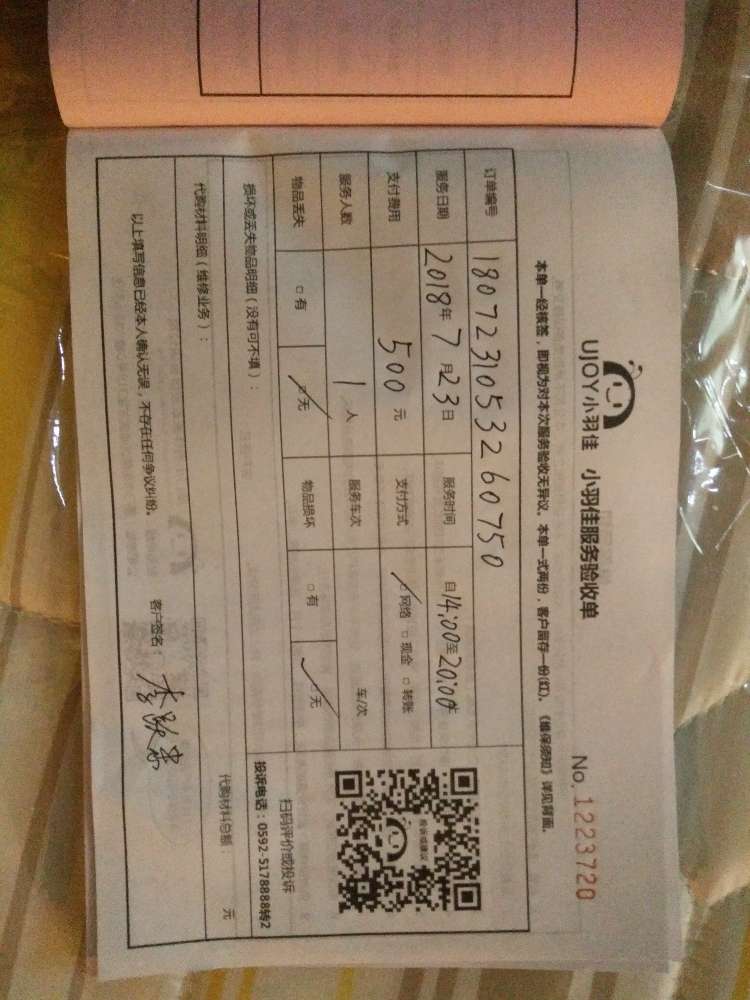 UJOY小羽佳 小羽佳服务验收单
No. 1223720
本单一经核签，即视为对本次服务验收无异议。本单一式两份，客户留存一份(红)。《维保须知》详见背面。
订单编号 1807231053260750
服务日期 2018年7月23日 服务时间 自14:00至20:00止
支付费用 500元 支付方式 ☑网络 □现金 □转账
服务人数 1人 服务车次 车/次
物品丢失 □有 ☑无 物品损坏 □有 ☑无
投诉或建议
扫码评价或投诉
投诉电话：0592-5178888转2
损坏或丢失物品明细（没有可不填）：
代购材料明细（维修业务）： 代购材料总额： 元
以上填写信息已经本人确认无误，不存在任何争议纠纷。 客户签名：